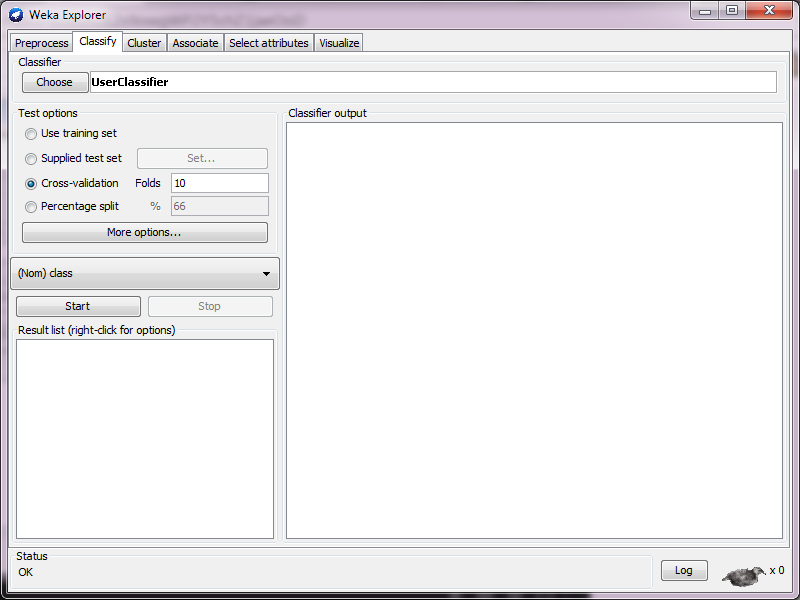 Weka Explorer
Preprocess Classify Cluster Associate Select attributes Visualize
Classifier
Choose UserClassifier
Test options
Use training set
Supplied test set Set...
Cross-validation Folds 10
Percentage split % 66
More options...
(Nom) class
Start Stop
Result list (right-click for options)
Classifier output
Status
OK
Log x 0